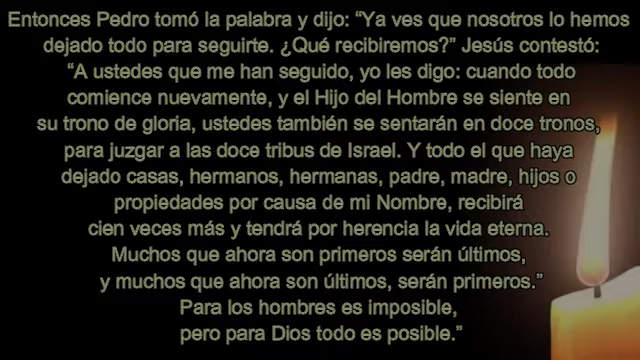 Entonces Pedro tomó la palabra y dijo: “Ya ves que nosotros lo hemos
dejado todo para seguirte. ¿Qué recibiremos?” Jesús contestó:
“A ustedes que me han seguido, yo les digo: cuando todo
comience nuevamente, y el Hijo del Hombre se siente en
su trono de gloria, ustedes también se sentarán en doce tronos,
para juzgar a las doce tribus de Israel. Y todo el que haya
dejado casas, hermanos, hermanas, padre, madre, hijos o
propiedades por causa de mi Nombre, recibirá
cien veces más y tendrá por herencia la vida eterna.
Muchos que ahora son primeros serán últimos,
y muchos que ahora son últimos, serán primeros.”
Para los hombres es imposible,
pero para Dios todo es posible.”